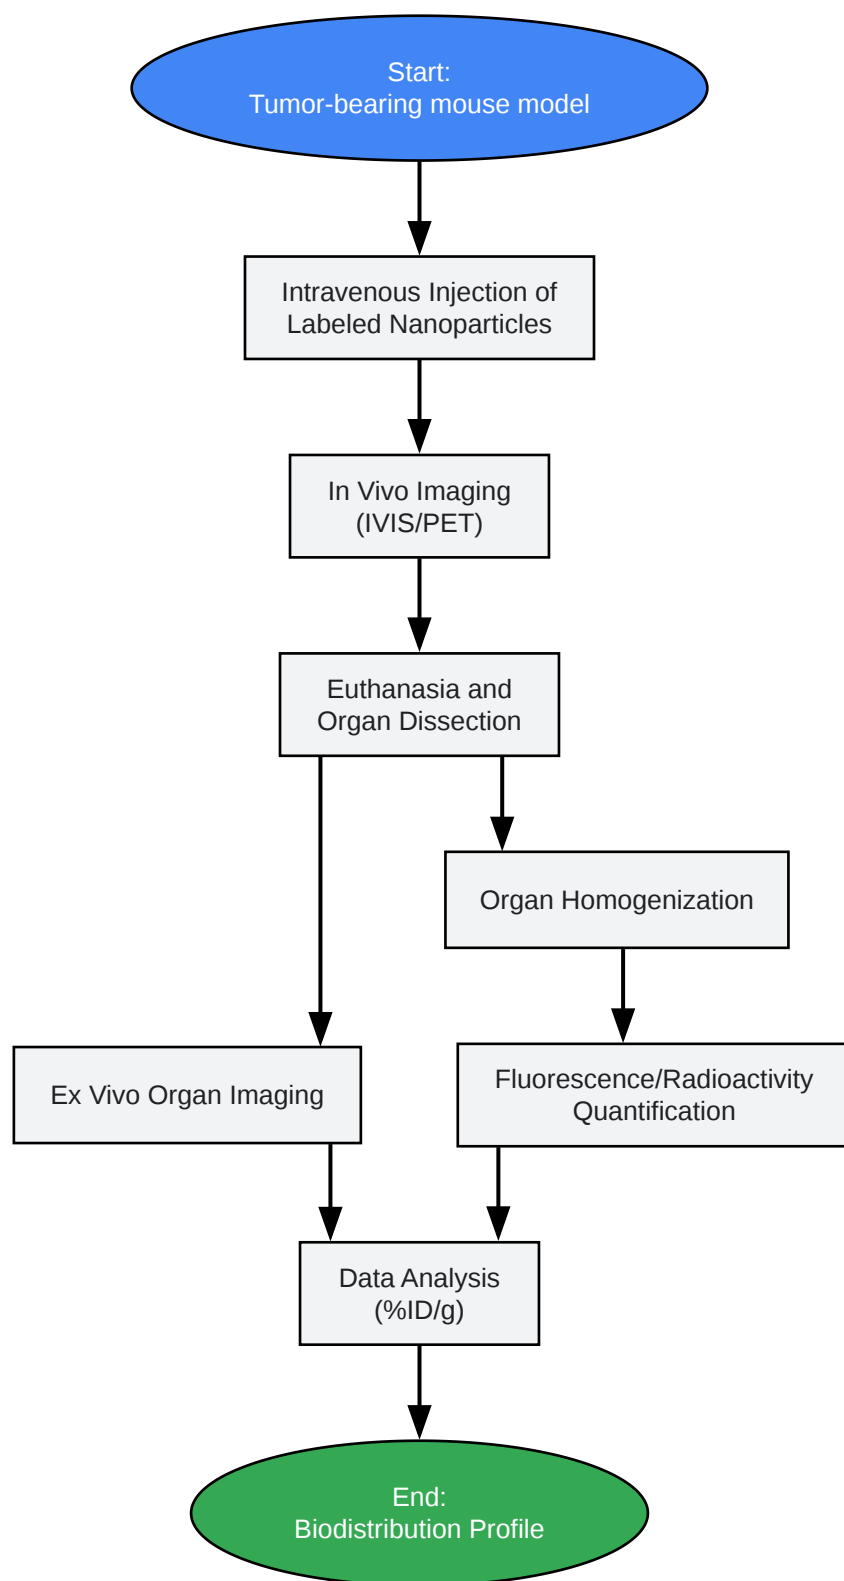 Start:
Tumor-bearing mouse model
Intravenous Injection of
Labeled Nanoparticles
In Vivo Imaging
(IVIS/PET)
Euthanasia and
Organ Dissection
Organ Homogenization
Ex Vivo Organ Imaging
Fluorescence/Radioactivity
Quantification
Data Analysis
(%ID/g)
End:
Biodistribution Profile